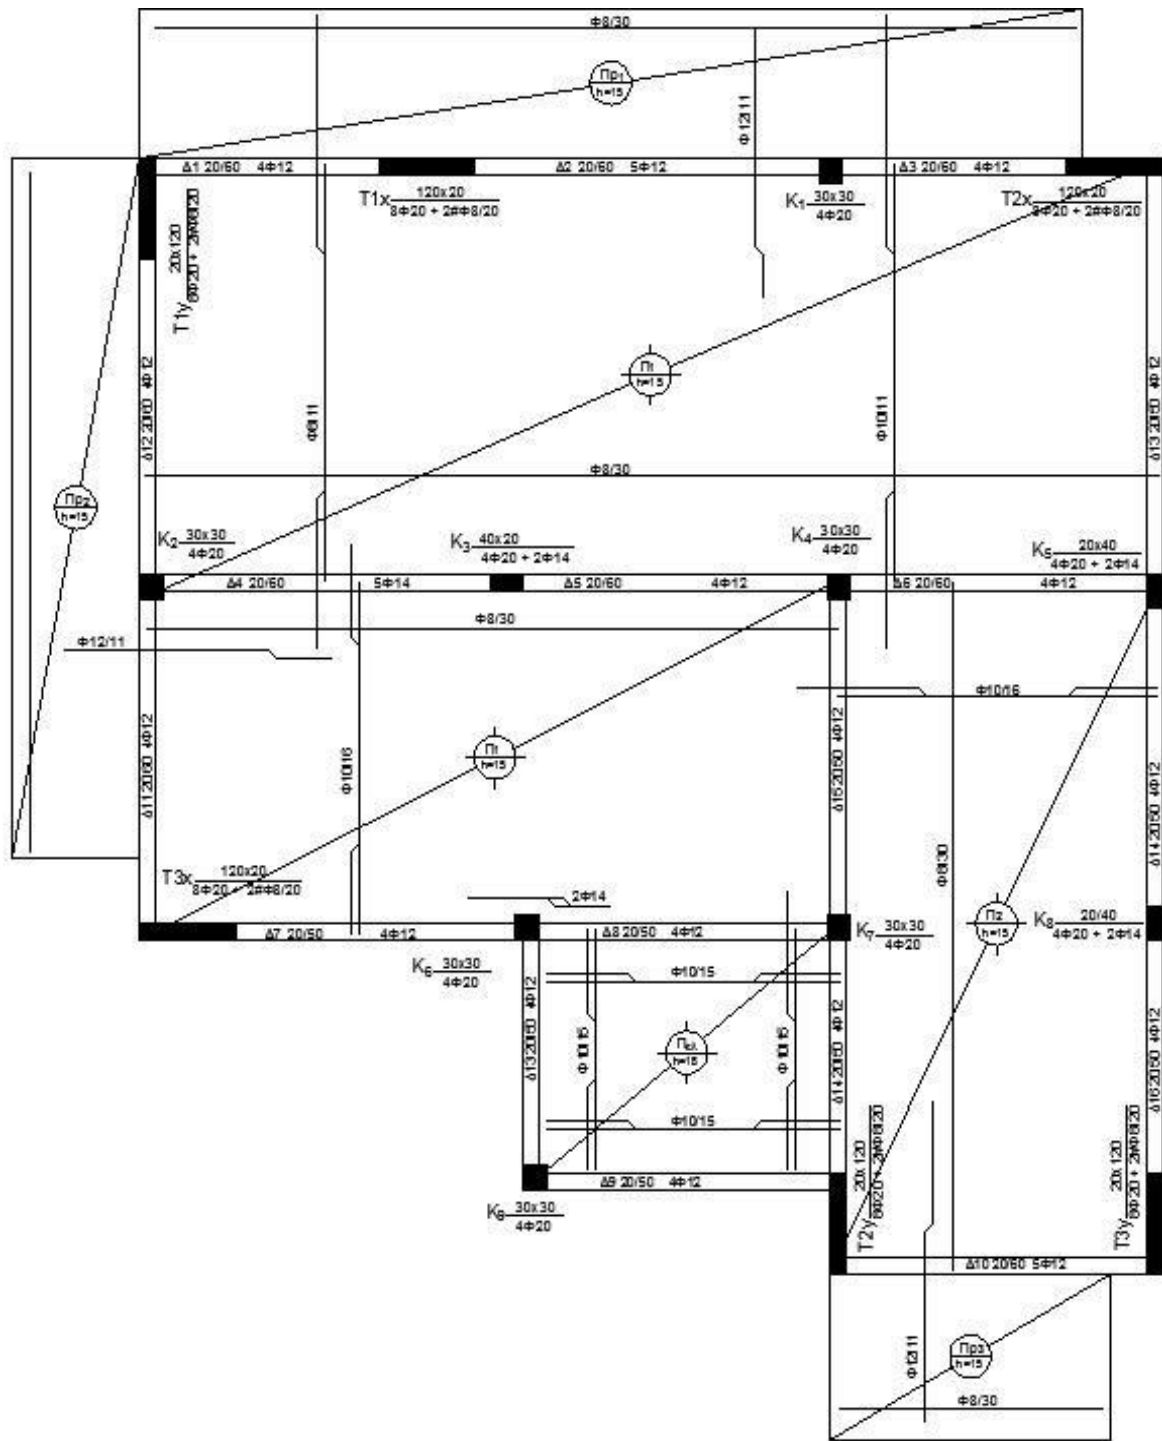 Φ8/30
Πρ₁
h=15
Φ12/11
Δ1 20/60 4Φ12
Δ2 20/60 5Φ12
Δ3 20/60 4Φ12
T1x 120x20
8Φ20 + 2#Φ8/20
K₁ 30x30
4Φ20
T2x 120x20
8Φ20 + 2#Φ8/20
T1y 20x120
8Φ20 + 2#Φ8/20
Δ12 20/60 4Φ12
Π1
h=15
Δ13 20/60 4Φ12
Φ8/11
Φ10/11
Φ8/30
Πρ₂
h=15
K₂ 30x30
4Φ20
K₃ 40x20
4Φ20 + 2Φ14
K₄ 30x30
4Φ20
K₅ 20x40
4Φ20 + 2Φ14
Δ4 20/60 5Φ14
Δ5 20/60 4Φ12
Δ6 20/60 4Φ12
Φ8/30
Φ12/11
Φ10/16
Δ11 20/60 4Φ12
Π1
h=15
Φ10/16
Δ15 20/50 4Φ12
Δ14 20/50 4Φ12
Φ8/30
T3x 120x20
8Φ20 + 2#Φ8/20
2Φ14
Π2
h=15
K₈ 20/40
4Φ20 + 2Φ14
Δ7 20/50 4Φ12
Δ8 20/50 4Φ12
K₇ 30x30
4Φ20
K₆ 30x30
4Φ20
Φ10/15
Δ13 20/50 4Φ12
Φ10/15
h=15
Φ10/15
Δ14 20/50 4Φ12
Δ16 20/50 4Φ12
Φ10/15
T2y 20x120
8Φ20 + 2#Φ8/20
T3y 20x120
8Φ20 + 2#Φ8/20
Δ9 20/50 4Φ12
30x30
4Φ20
Δ10 20/60 5Φ12
Φ12/11
Πρ3
h=15
Φ8/30